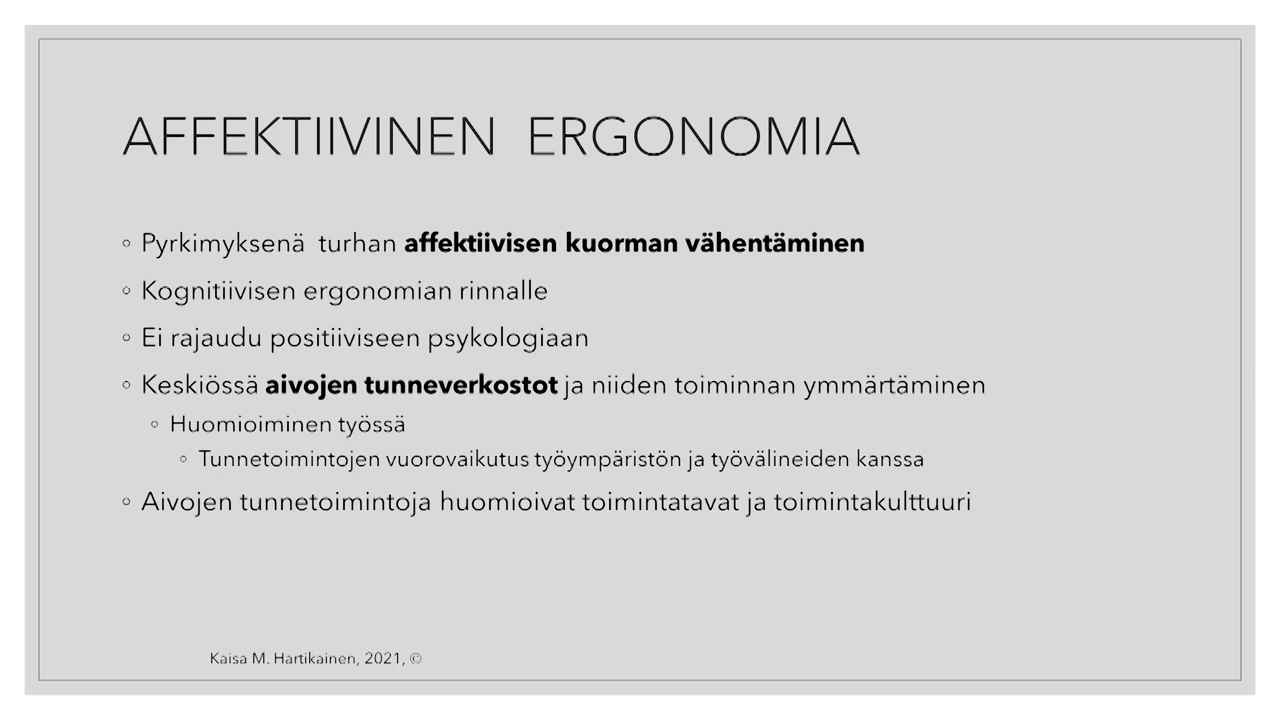 AFFEKTIIVINEN ERGONOMIA
◦ Pyrkimyksenä turhan affektiivisen kuorman vähentäminen
◦ Kognitiivisen ergonomian rinnalle
◦ Ei rajaudu positiiviseen psykologiaan
◦ Keskiössä aivojen tunneverkostot ja niiden toiminnan ymmärtäminen
◦ Huomioiminen työssä
◦ Tunnetoimintojen vuorovaikutus työympäristön ja työvälineiden kanssa
◦ Aivojen tunnetoimintoja huomioivat toimintatavat ja toimintakulttuuri
Kaisa M. Hartikainen, 2021, ©